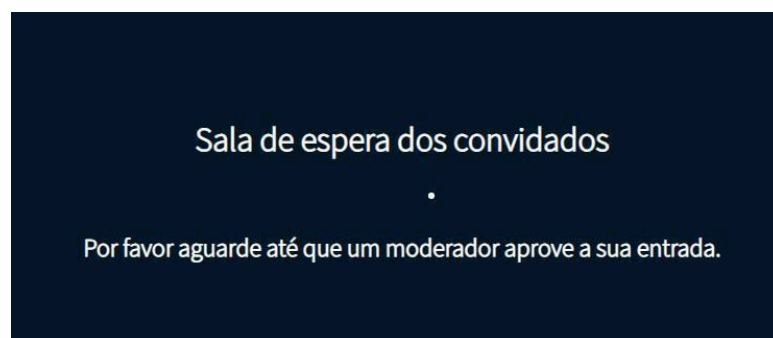 Sala de espera dos convidados
Por favor aguarde até que um moderador aprove a sua entrada.